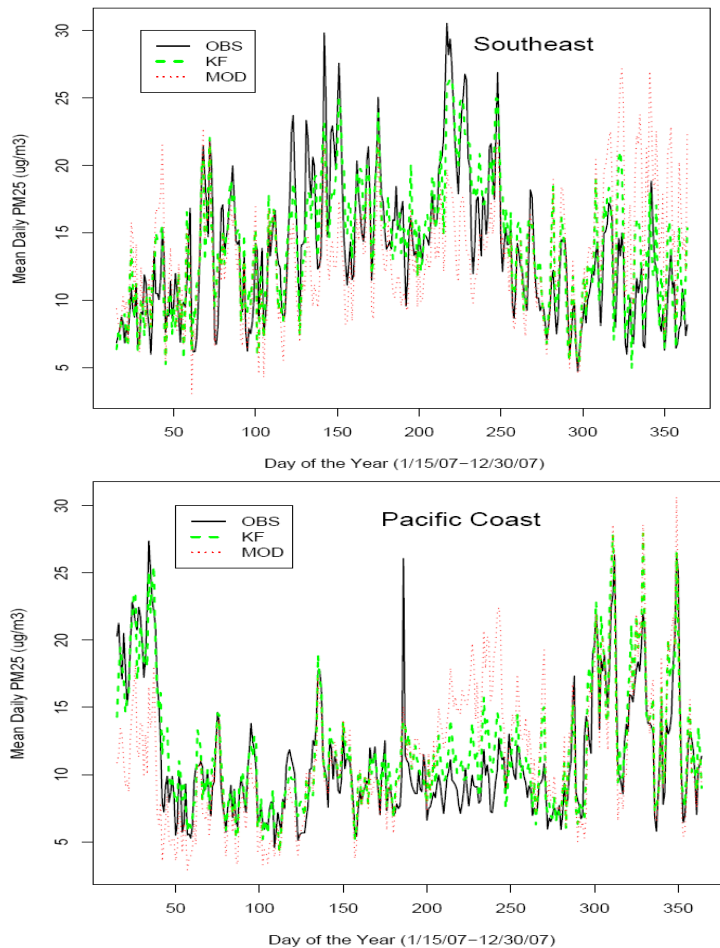 Southeast
OBS
KF
MOD
Mean Daily PM25 (ug/m3)
30
25
20
15
10
5
50 100 150 200 250 300 350
Day of the Year (1/15/07−12/30/07)
Pacific Coast
OBS
KF
MOD
Mean Daily PM25 (ug/m3)
30
25
20
15
10
5
50 100 150 200 250 300 350
Day of the Year (1/15/07−12/30/07)